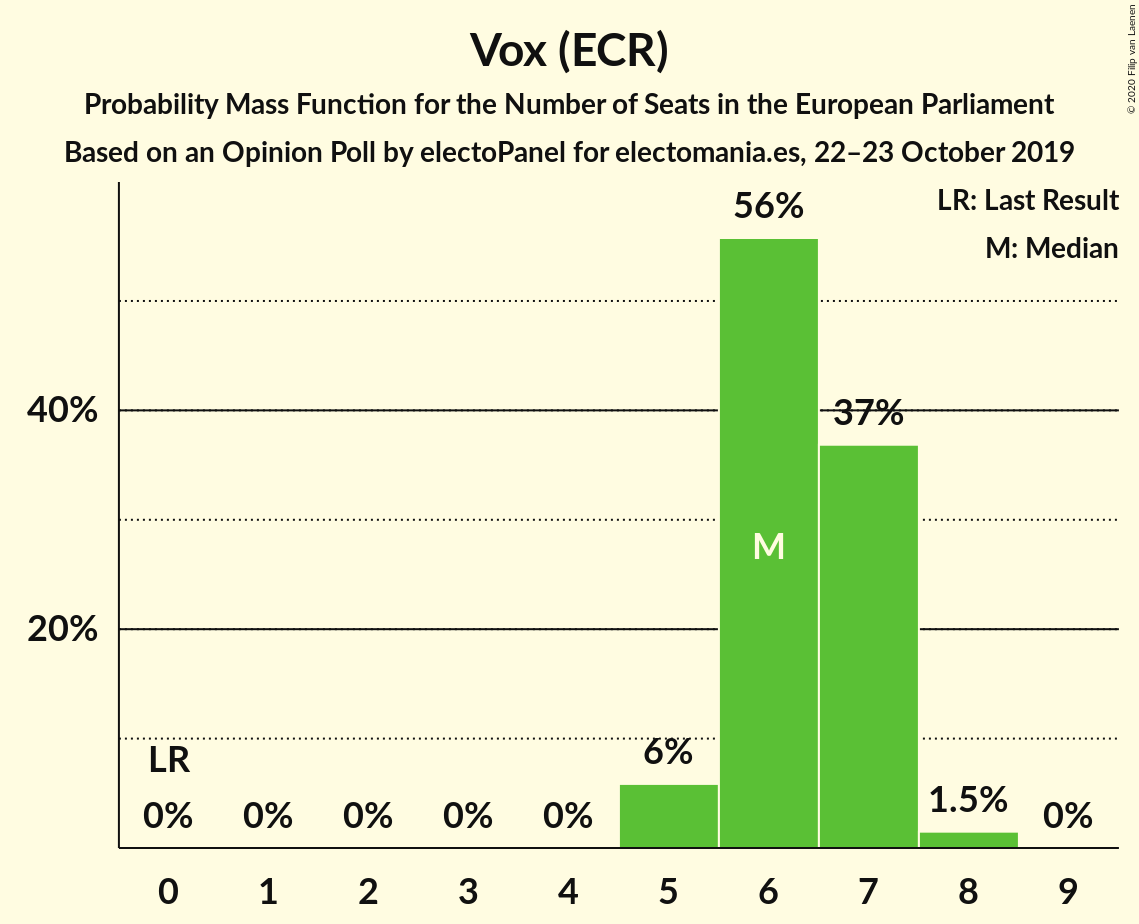 Vox (ECR)
Probability Mass Function for the Number of Seats in the European Parliament
Based on an Opinion Poll by electoPanel for electomania.es, 22–23 October 2019
© 2020 Filip van Laenen
LR: Last Result
M: Median
56%
40%
37%
M
20%
LR
6%
0% 0% 0% 0% 0% 1.5% 0%
0 1 2 3 4 5 6 7 8 9